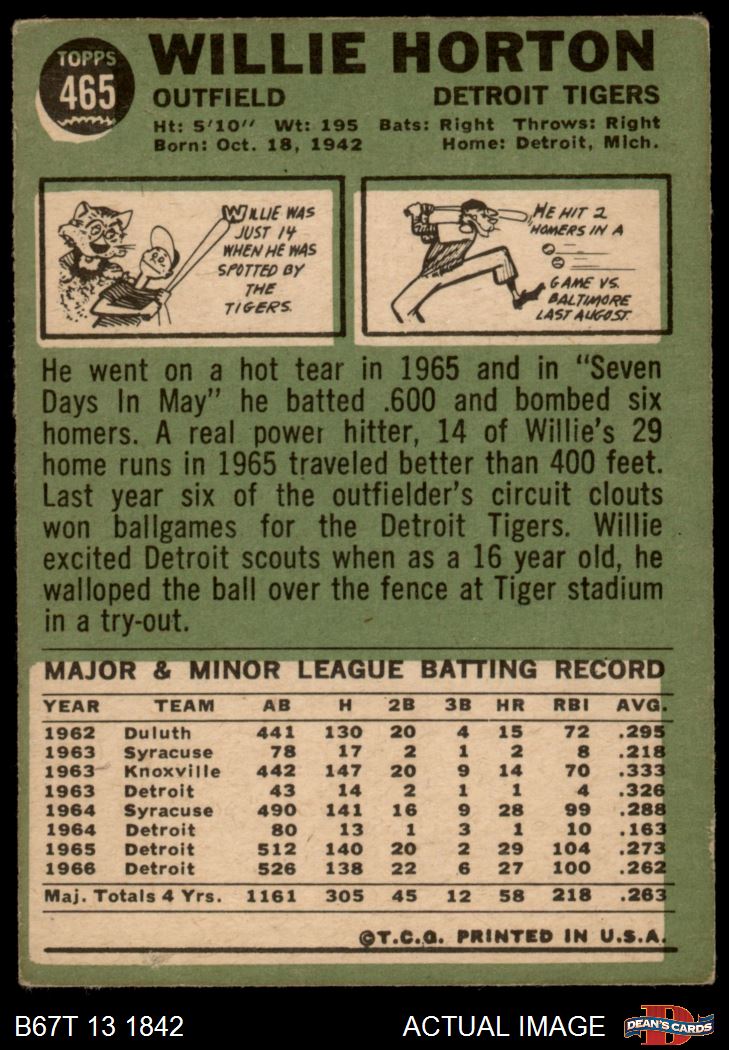 TOPPS
465
WILLIE HORTON
OUTFIELD DETROIT TIGERS
Ht: 5'10" Wt: 195 Bats: Right Throws: Right
Born: Oct. 18, 1942 Home: Detroit, Mich.
WILLIE WAS
JUST 14
WHEN HE WAS
SPOTTED BY
THE
TIGERS.
HE HIT 2
HOMERS IN A
GAME VS.
BALTIMORE
LAST AUGUST.
He went on a hot tear in 1965 and in "Seven
Days In May" he batted .600 and bombed six
homers. A real power hitter, 14 of Willie's 29
home runs in 1965 traveled better than 400 feet.
Last year six of the outfielder's circuit clouts
won ballgames for the Detroit Tigers. Willie
excited Detroit scouts when as a 16 year old, he
walloped the ball over the fence at Tiger stadium
in a try-out.
MAJOR & MINOR LEAGUE BATTING RECORD
YEAR TEAM AB H 2B 3B HR RBI AVG.
1962 Duluth 441 130 20 4 15 72 .295
1963 Syracuse 78 17 2 1 2 8 .218
1963 Knoxville 442 147 20 9 14 70 .333
1963 Detroit 43 14 2 1 1 4 .326
1964 Syracuse 490 141 16 9 28 99 .288
1964 Detroit 80 13 1 3 1 10 .163
1965 Detroit 512 140 20 2 29 104 .273
1966 Detroit 526 138 22 6 27 100 .262
Maj. Totals 4 Yrs. 1161 305 45 12 58 218 .263
©T.C.G. PRINTED IN U.S.A.
B67T 13 1842 ACTUAL IMAGE
D
DEAN'S CARDS